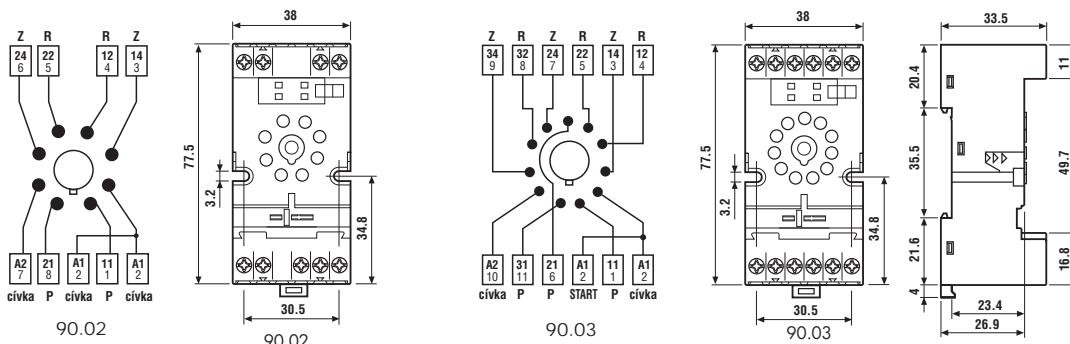 Z R R Z
24 22 12 14
6 5 4 3
A2 21 A1 11 A1
7 8 2 1 2
cívka P cívka P cívka
90.02
38
77.5
3.2
34.8
30.5
90.02
Z R Z R Z R
34 32 24 22 14 12
9 8 7 5 3 4
A2 31 21 A1 11 A1
10 11 6 2 1 2
cívka P P START P cívka
90.03
38
77.5
3.2
34.8
30.5
90.03
33.5
11
20.4
35.5
49.7
21.6
16.8
4
23.4
26.9